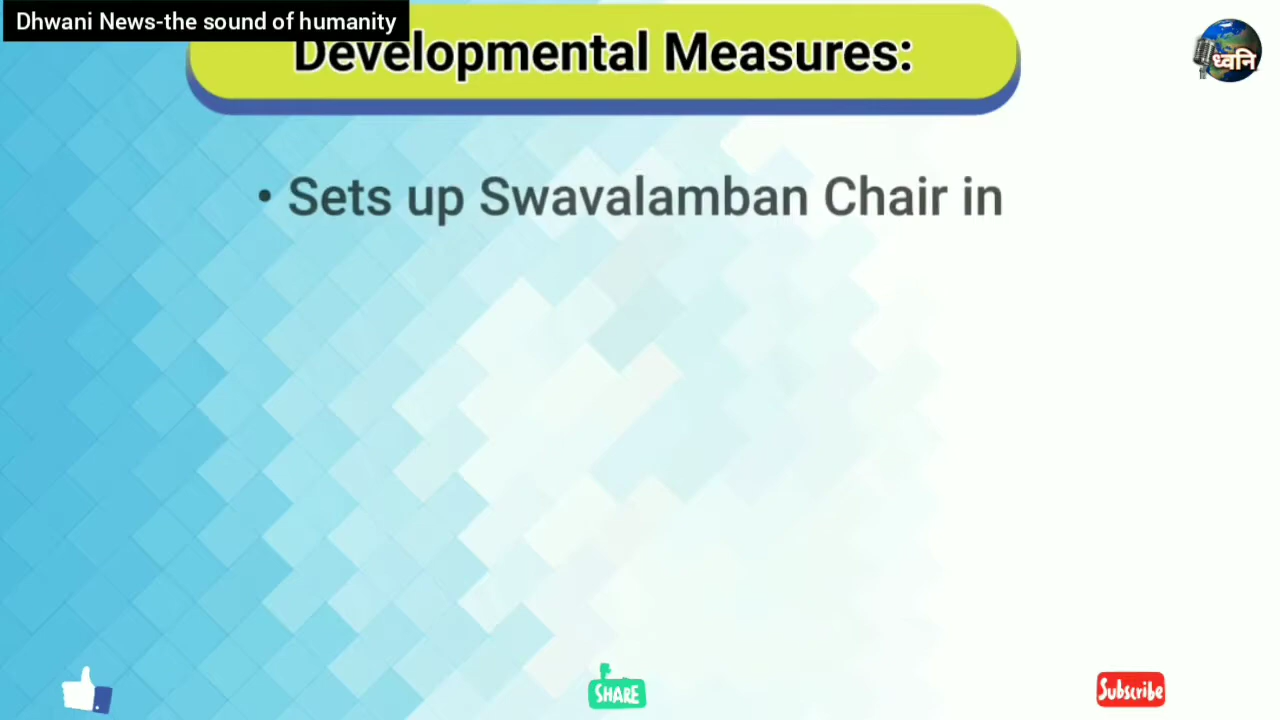 Dhwani News-the sound of humanity
Developmental Measures:
ध्वनि
• Sets up Swavalamban Chair in
SHARE
Subscribe